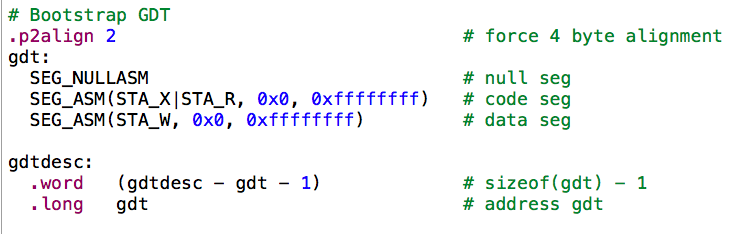 # Bootstrap GDT
.p2align 2 # force 4 byte alignment
gdt:
SEG_NULLASM # null seg
SEG_ASM(STA_X|STA_R, 0x0, 0xffffffff) # code seg
SEG_ASM(STA_W, 0x0, 0xffffffff) # data seg
gdtdesc:
.word (gdtdesc - gdt - 1) # sizeof(gdt) - 1
.long gdt # address gdt